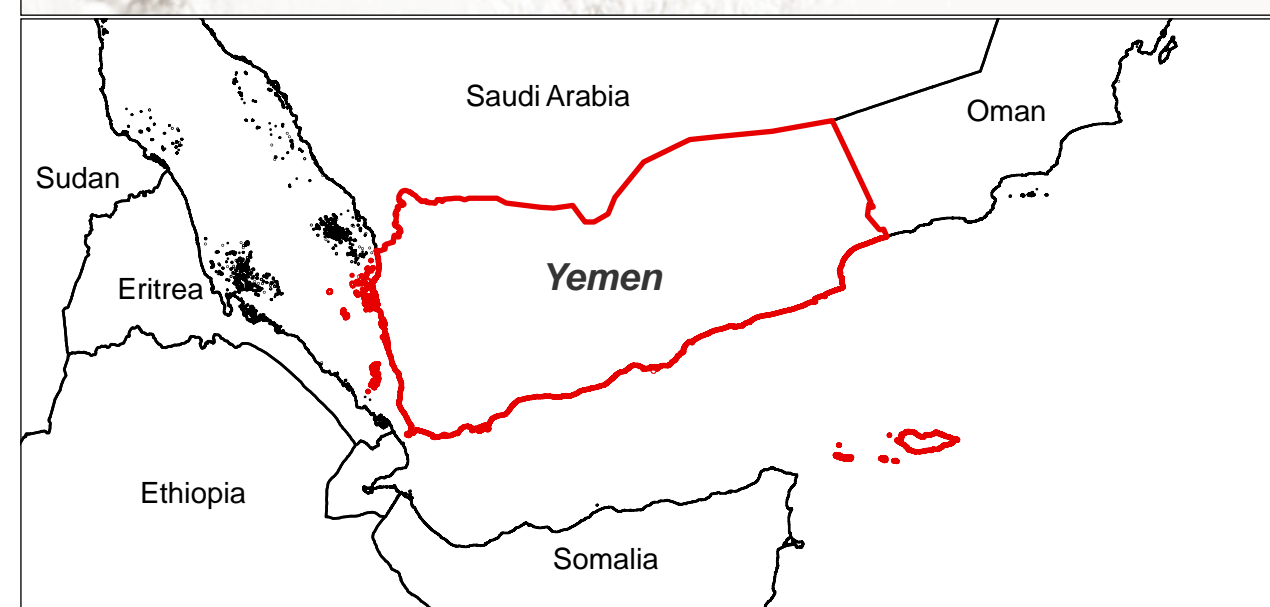 Saudi Arabia
Oman
Sudan
Yemen
Eritrea
Ethiopia
Somalia